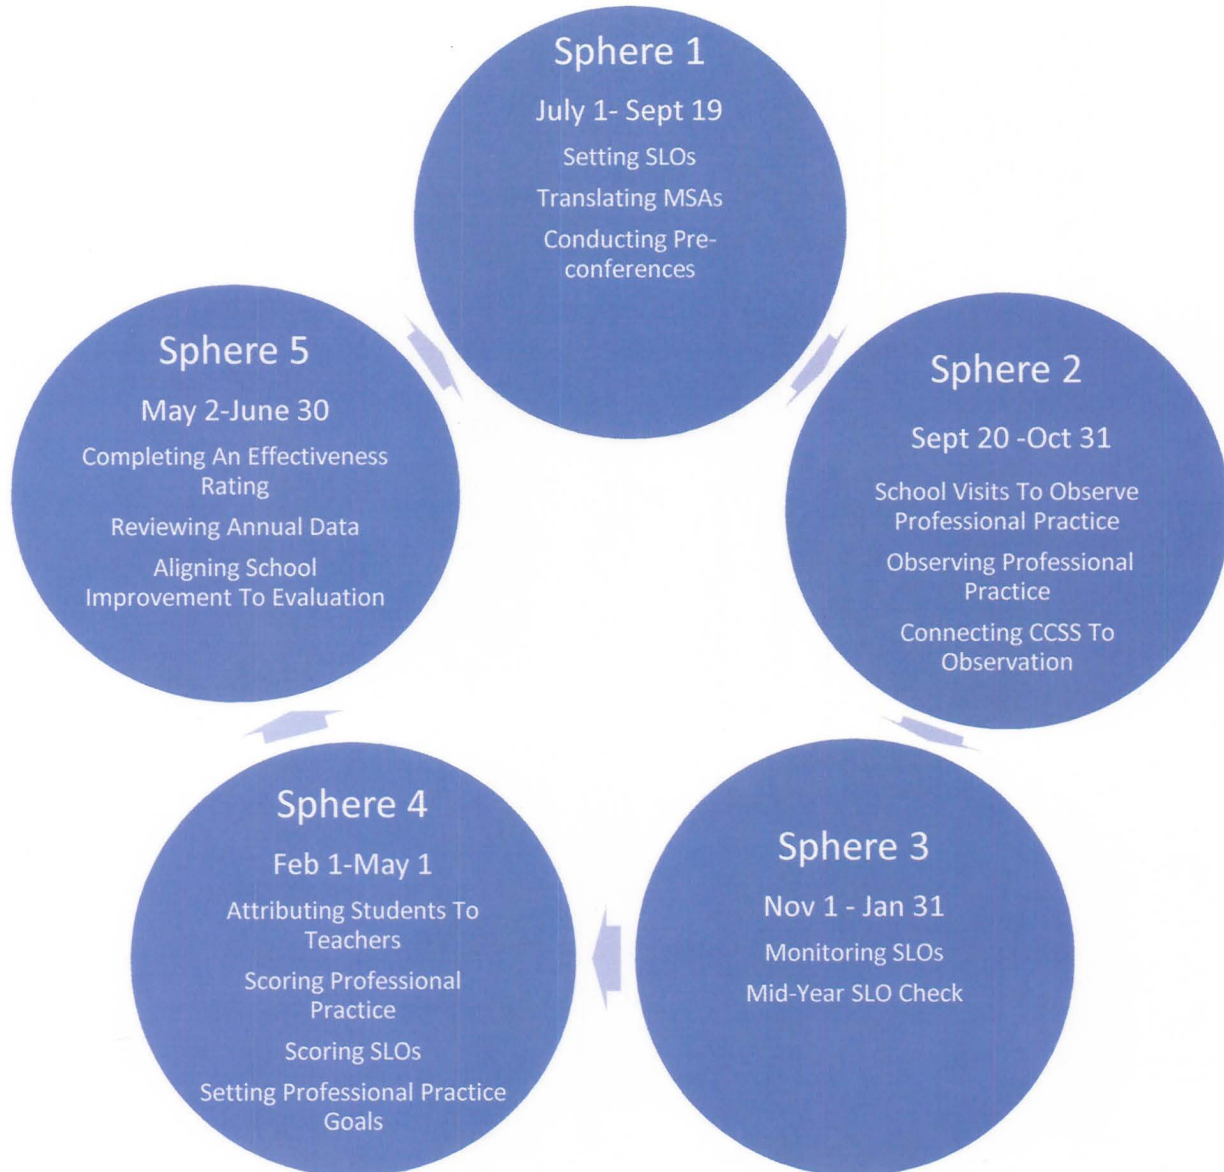 Sphere 1
July 1- Sept 19
Setting SLOs
Translating MSAs
Conducting Pre-
conferences
Sphere 2
Sept 20 -Oct 31
School Visits To Observe
Professional Practice
Observing Professional
Practice
Connecting CCSS To
Observation
Sphere 3
Nov 1 - Jan 31
Monitoring SLOs
Mid-Year SLO Check
Sphere 4
Feb 1-May 1
Attributing Students To
Teachers
Scoring Professional
Practice
Scoring SLOs
Setting Professional Practice
Goals
Sphere 5
May 2-June 30
Completing An Effectiveness
Rating
Reviewing Annual Data
Aligning School
Improvement To Evaluation